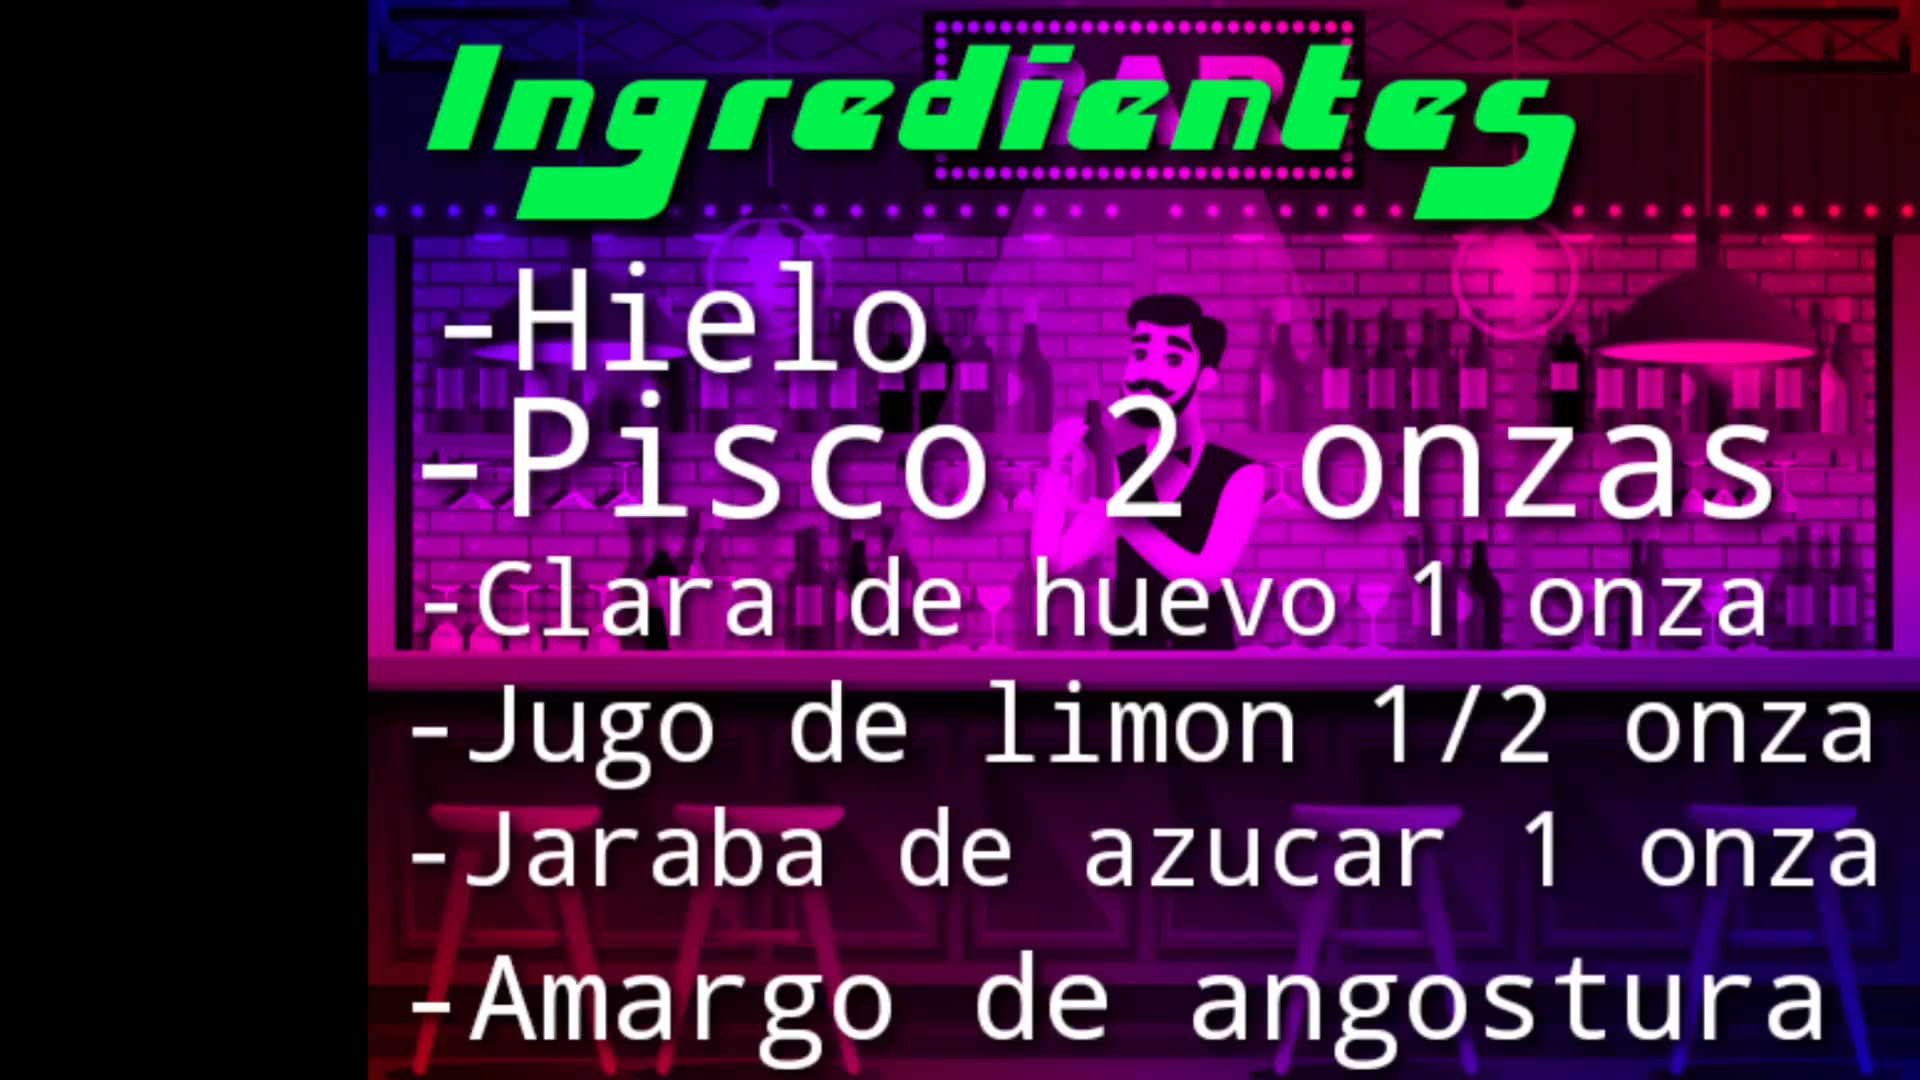 BAR
Ingredientes
-Hielo
-Pisco 2 onzas
-Clara de huevo 1 onza
-Jugo de limon 1/2 onza
-Jaraba de azucar 1 onza
-Amargo de angostura